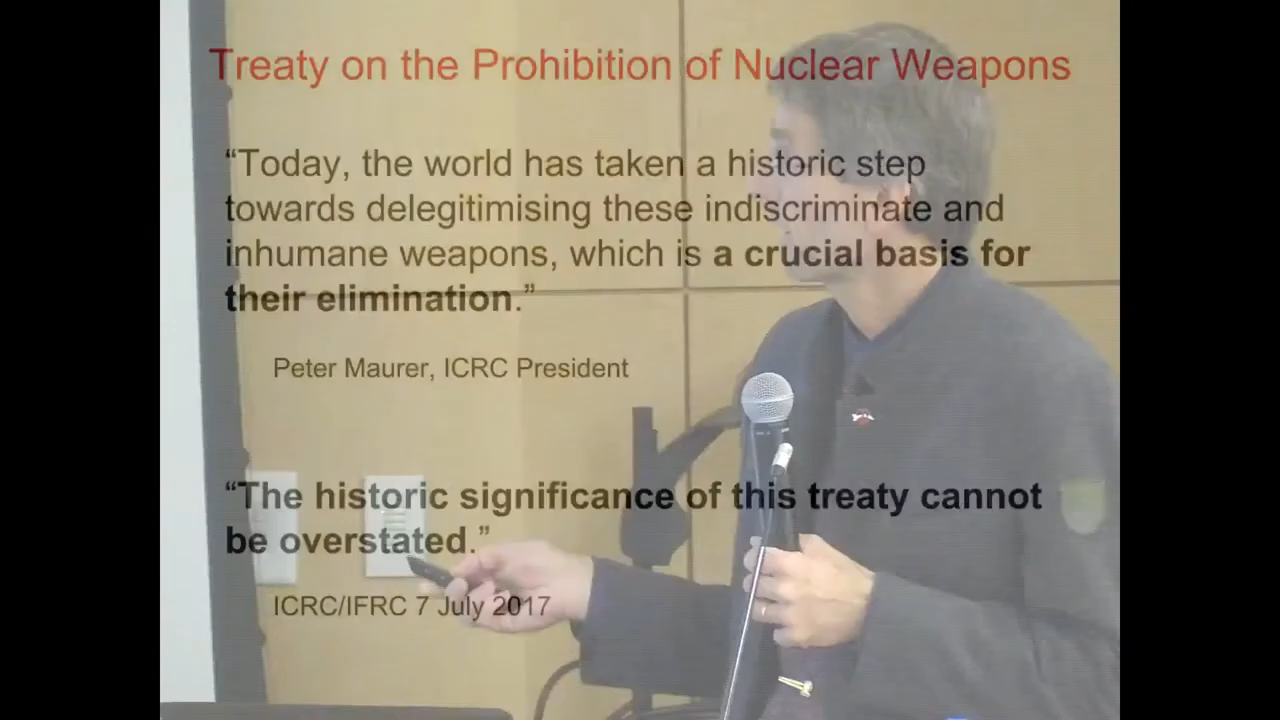 Treaty on the Prohibition of Nuclear Weapons
“Today, the world has taken a historic step
towards delegitimising these indiscriminate and
inhumane weapons, which is a crucial basis for
their elimination.”
Peter Maurer, ICRC President
“The historic significance of this treaty cannot
be overstated.”
ICRC/IFRC 7 July 2017